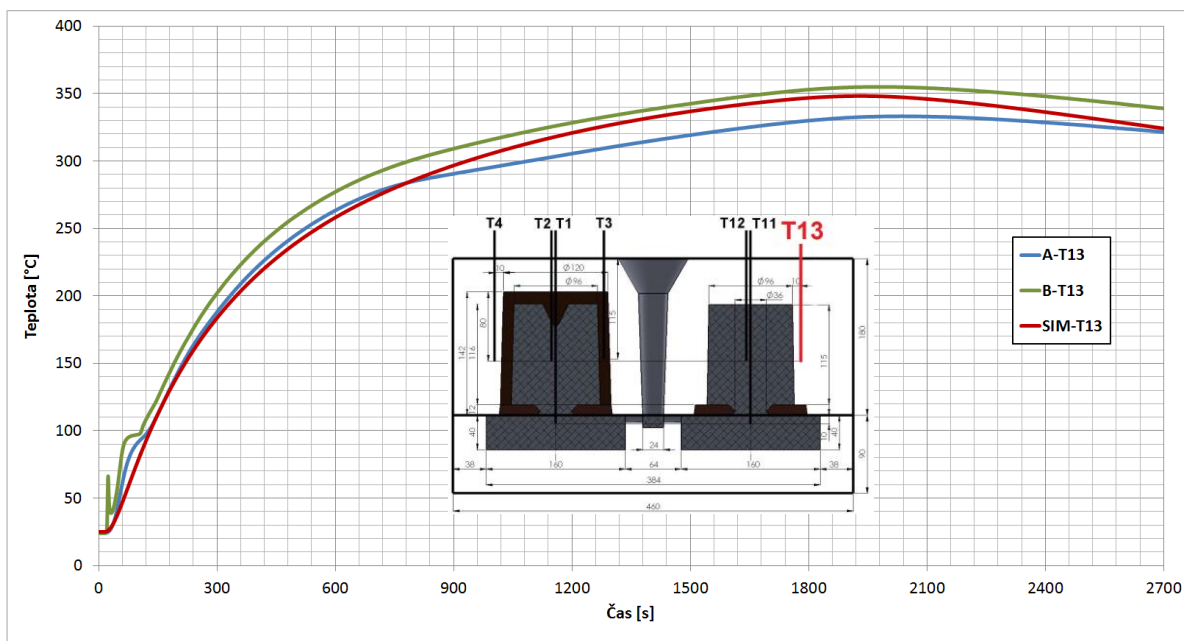 400
350
300
250
200
150
100
50
0
Teplota [°C]
0 300 600 900 1200 1500 1800 2100 2400 2700
Čas [s]
A-T13
B-T13
SIM-T13
T4 T2 T1 T3 T12 T11 T13
10 Ø120 Ø96 10
Ø96 Ø36
142 116 80 115 115 180
12
40 24 10 40 90
38 160 64 160 38
384
460